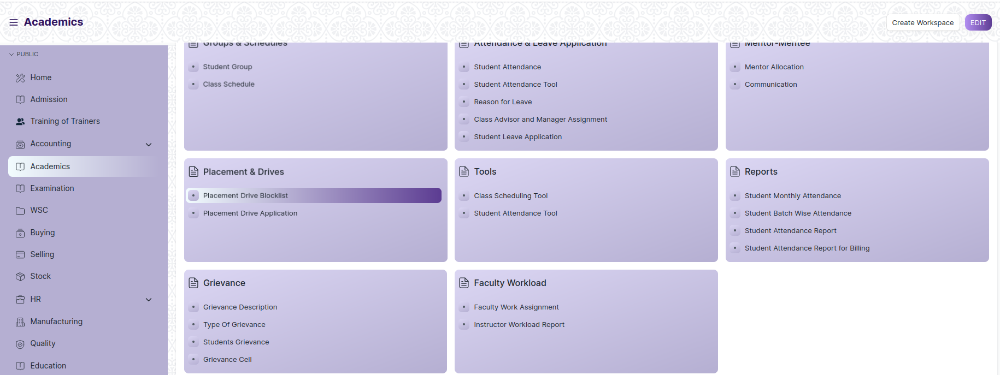 Academics
Create Workspace
EDIT
PUBLIC
Home
Admission
Training of Trainers
Accounting
Academics
Examination
WSC
Buying
Selling
Stock
HR
Manufacturing
Quality
Education
Groups & Schedules
Student Group
Class Schedule
Attendance & Leave Application
Student Attendance
Student Attendance Tool
Reason for Leave
Class Advisor and Manager Assignment
Student Leave Application
Mentor-Mentee
Mentor Allocation
Communication
Placement & Drives
Placement Drive Blocklist
Placement Drive Application
Tools
Class Scheduling Tool
Student Attendance Tool
Reports
Student Monthly Attendance
Student Batch Wise Attendance
Student Attendance Report
Student Attendance Report for Billing
Grievance
Grievance Description
Type Of Grievance
Students Grievance
Grievance Cell
Faculty Workload
Faculty Work Assignment
Instructor Workload Report